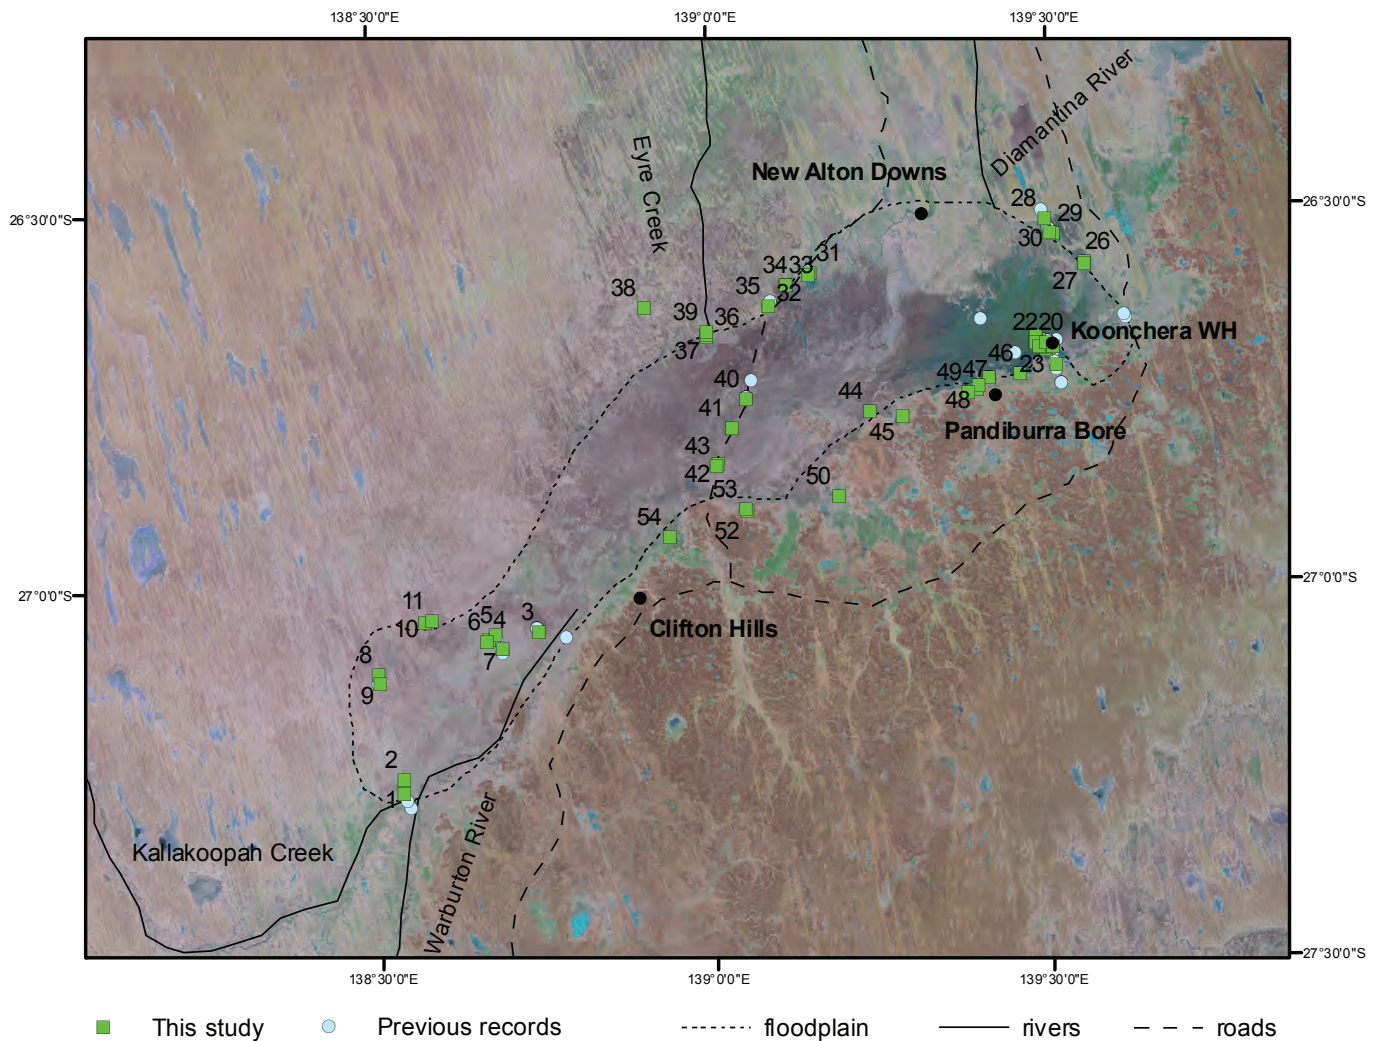 138°30'0"E 139°0'0"E 139°30'0"E
Diamantina River
Eyre Creek
New Alton Downs
26°30'0"S 26°30'0"S
28
29
30
26
31
34 33
27
35 32
38
39 36
22 20
Koonchera WH
37
46
23
40
49 47
44
48
41
45
Pandiburra Bore
43
42
50
53
54
52
27°0'0"S 27°0'0"S
11
5 3
10 6 4
Clifton Hills
8
7
9
2
1
Kallakoopan Creek
Warburton River
27°30'0"S
138°30'0"E 139°0'0"E 139°30'0"E
This study Previous records floodplain rivers roads